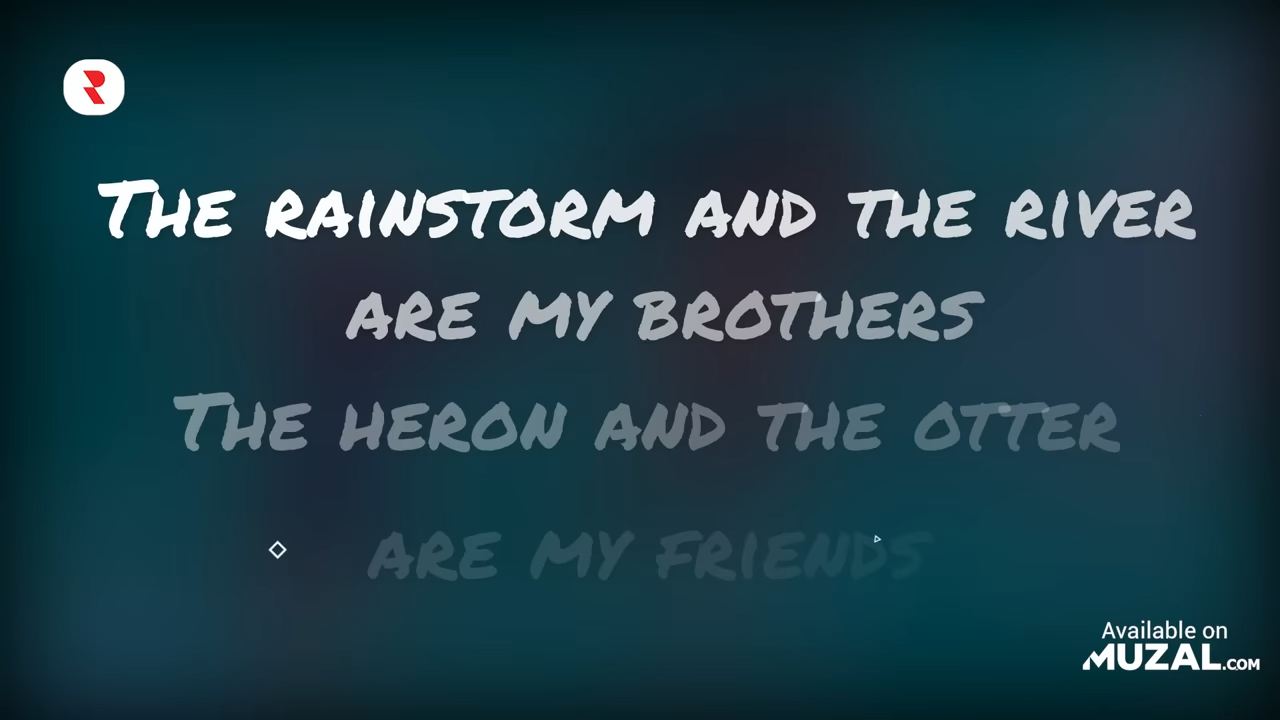 The rainstorm and the river
are my brothers
The heron and the otter
are my friends
Available on
MUZAL.COM